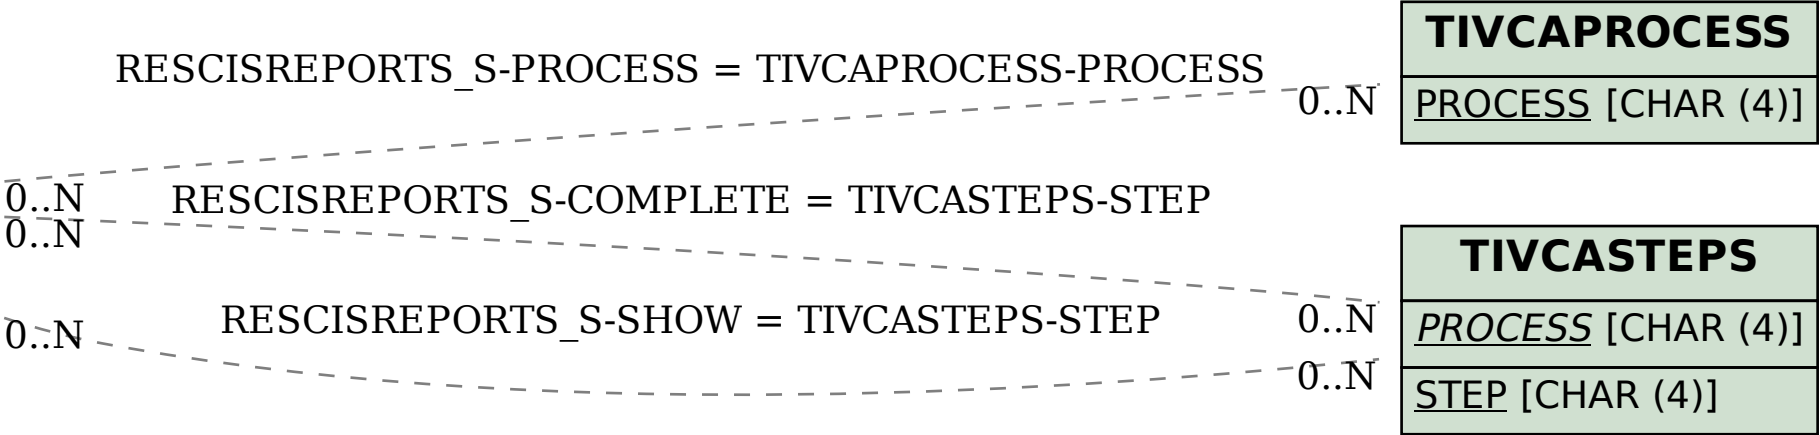 TIVCAPROCESS
RESCISREPORTS_S-PROCESS = TIVCAPROCESS-PROCESS
0..N
PROCESS [CHAR (4)]
0..N
RESCISREPORTS_S-COMPLETE = TIVCASTEPS-STEP
0..N
TIVCASTEPS
0..N
RESCISREPORTS_S-SHOW = TIVCASTEPS-STEP
0..N
PROCESS [CHAR (4)]
0..N
STEP [CHAR (4)]